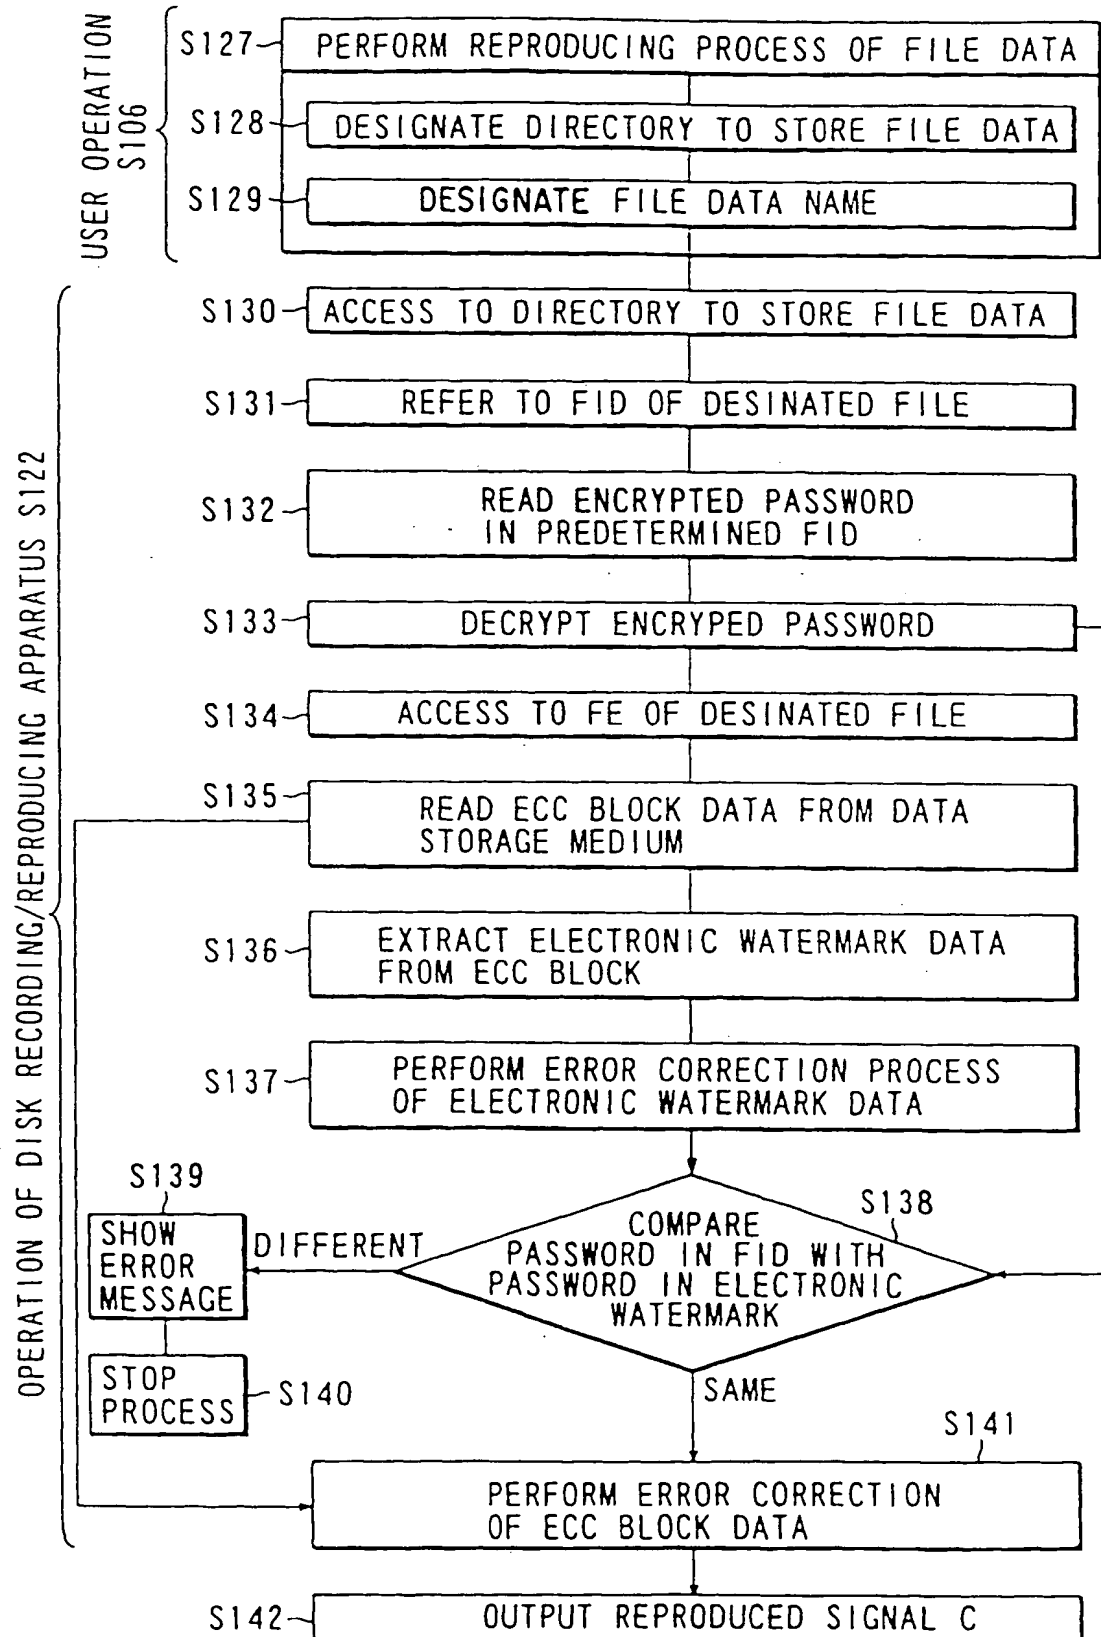 USER OPERATION
S106
S127
PERFORM REPRODUCING PROCESS OF FILE DATA
S128
DESIGNATE DIRECTORY TO STORE FILE DATA
S129
DESIGNATE FILE DATA NAME
OPERATION OF DISK RECORDING/REPRODUCING APPARATUS S122
S130
ACCESS TO DIRECTORY TO STORE FILE DATA
S131
REFER TO FID OF DESINATED FILE
S132
READ ENCRYPTED PASSWORD
IN PREDETERMINED FID
S133
DECRYPT ENCRYPED PASSWORD
S134
ACCESS TO FE OF DESINATED FILE
S135
READ ECC BLOCK DATA FROM DATA
STORAGE MEDIUM
S136
EXTRACT ELECTRONIC WATERMARK DATA
FROM ECC BLOCK
S137
PERFORM ERROR CORRECTION PROCESS
OF ELECTRONIC WATERMARK DATA
S138
COMPARE
PASSWORD IN FID WITH
PASSWORD IN ELECTRONIC
WATERMARK
DIFFERENT
S139
SHOW
ERROR
MESSAGE
STOP
PROCESS
S140
SAME
S141
PERFORM ERROR CORRECTION
OF ECC BLOCK DATA
S142
OUTPUT REPRODUCED SIGNAL C